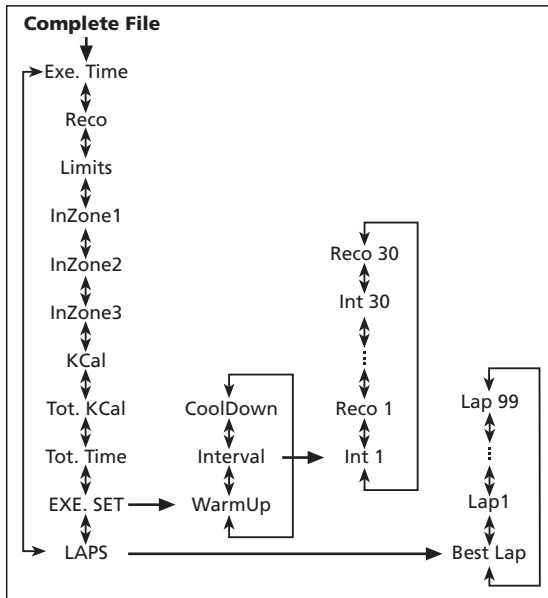 Complete File
Exe. Time
Reco
Limits
InZone1
InZone2
InZone3
KCal
Tot. KCal
Tot. Time
EXE. SET
LAPS
CoolDown
Interval
WarmUp
Reco 30
Int 30
Reco 1
Int 1
Lap 99
Lap1
Best Lap